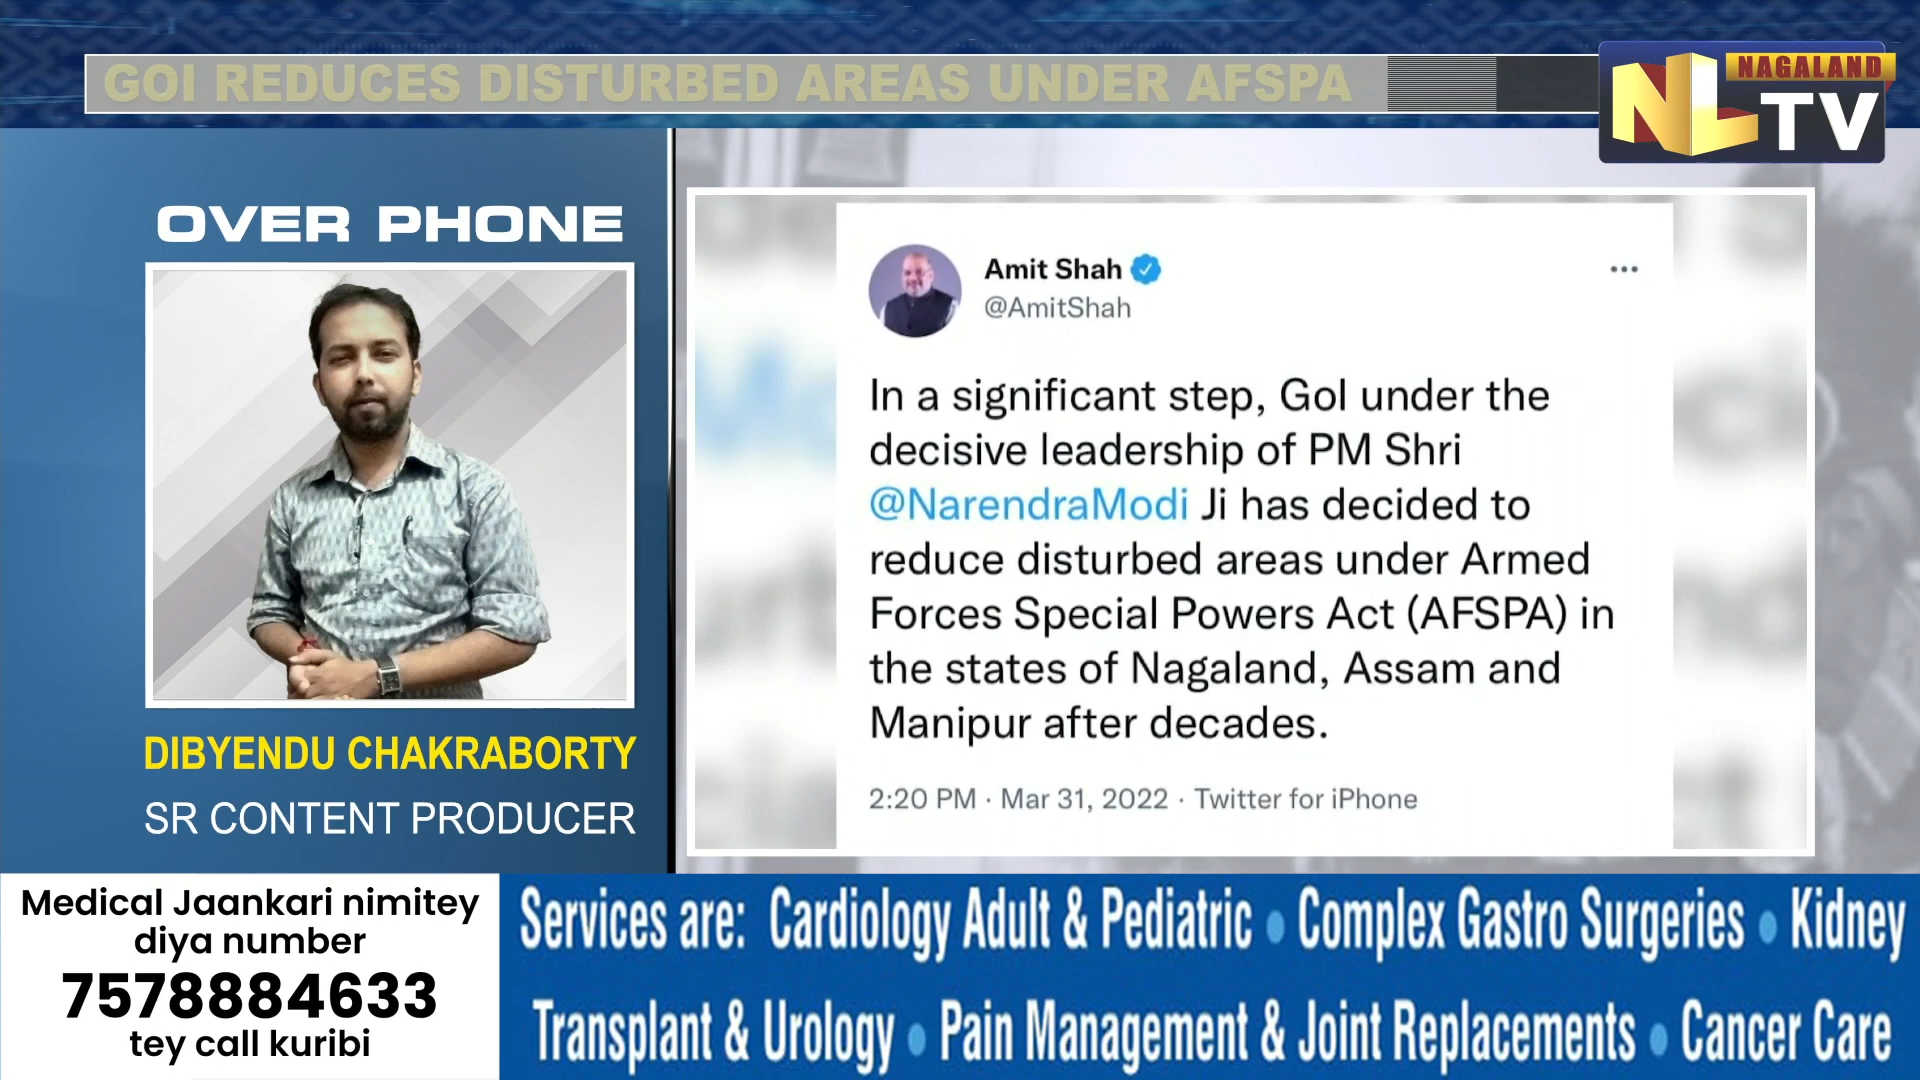 GOI REDUCES DISTURBED AREAS UNDER AFSPA
NAGALAND
NL TV
OVER PHONE
DIBYENDU CHAKRABORTY
SR CONTENT PRODUCER
Amit Shah
@AmitShah
In a significant step, GoI under the
decisive leadership of PM Shri
@NarendraModi Ji has decided to
reduce disturbed areas under Armed
Forces Special Powers Act (AFSPA) in
the states of Nagaland, Assam and
Manipur after decades.
2:20 PM · Mar 31, 2022 · Twitter for iPhone
Medical Jaankari nimitey
diya number
7578884633
tey call kuribi
Services are: Cardiology Adult & Pediatric • Complex Gastro Surgeries • Kidney
Transplant & Urology • Pain Management & Joint Replacements • Cancer Care